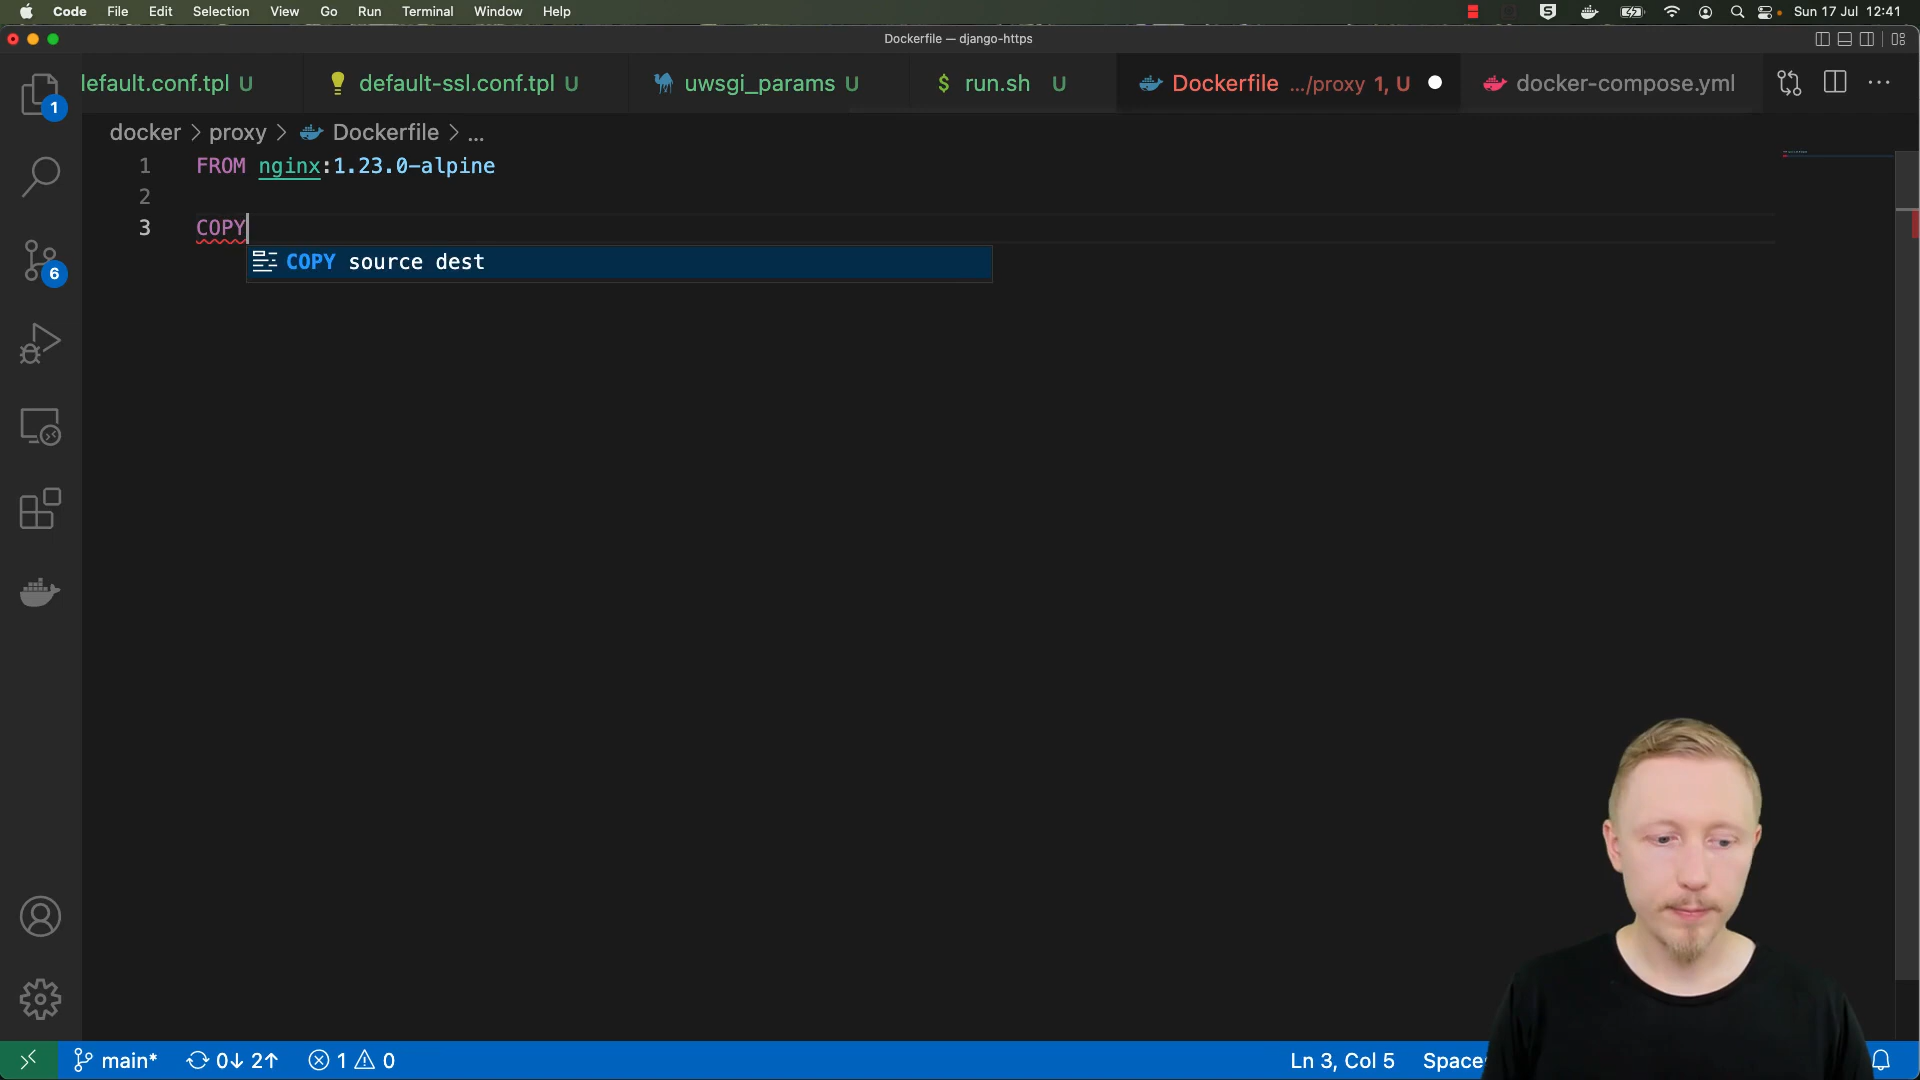 Code File Edit Selection View Go Run Terminal Window Help Sun 17 Jul 12:41
Dockerfile — django-https
efault.conf.tpl U default-ssl.conf.tpl U uwsgi_params U $ run.sh U Dockerfile .../proxy 1, U docker-compose.yml ...
1
docker > proxy > Dockerfile > ...
1 FROM nginx:1.23.0-alpine
2
3 COPY
COPY source dest
6
main* 0↓ 2↑ 1 0 Ln 3, Col 5